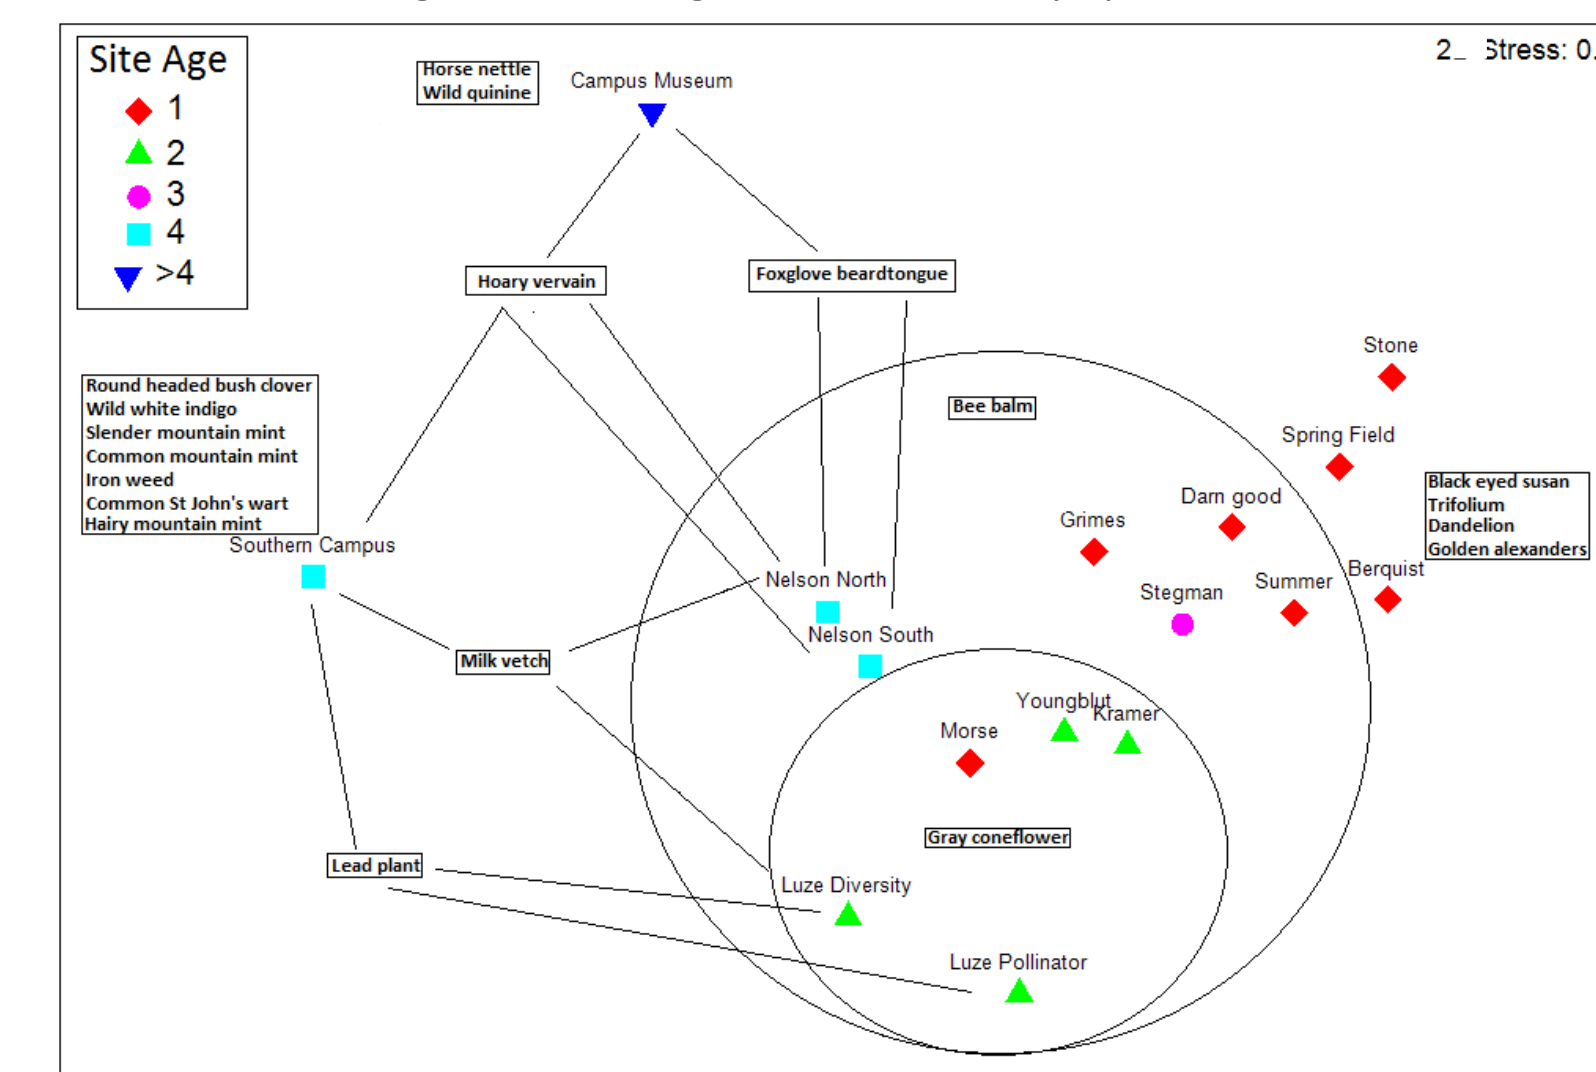 Site Age
1
2
3
4
>4
2_ Stress: 0.
Horse nettle
Wild quinine
Campus Museum
Hoary vervain
Foxglove beardtongue
Stone
Round headed bush clover
Wild white indigo
Slender mountain mint
Common mountain mint
Iron weed
Common St John's wart
Hairy mountain mint
Southern Campus
Bee balm
Spring Field
Black eyed susan
Trifolium
Dandelion
Golden alexanders
Darn good
Grimes
Berquist
Summer
Stegman
Nelson North
Nelson South
Milk vetch
Youngblut
Kramer
Morse
Gray coneflower
Lead plant
Luze Diversity
Luze Pollinator